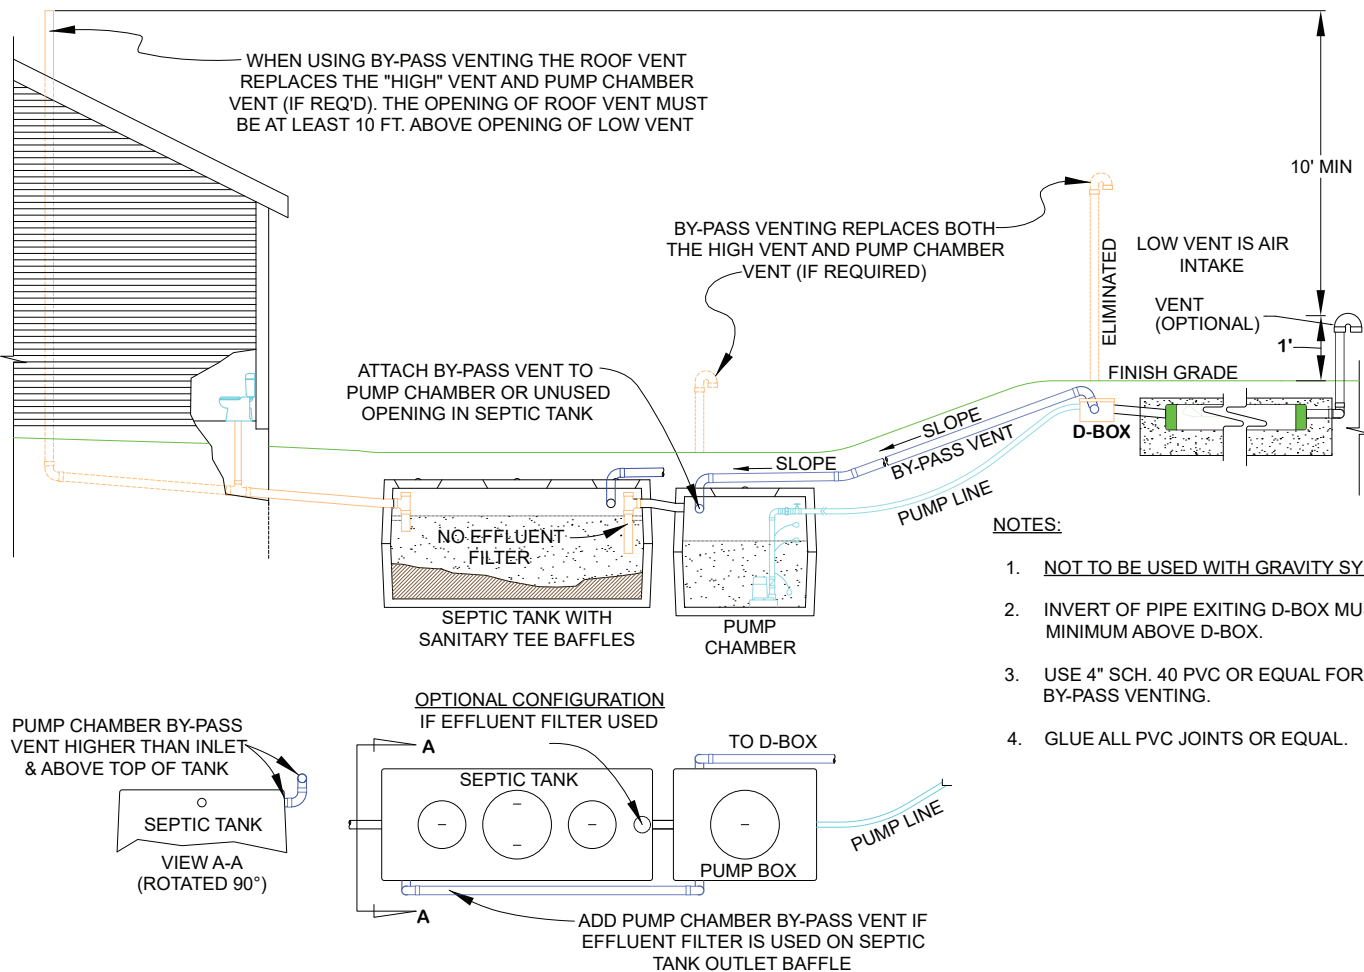 WHEN USING BY-PASS VENTING THE ROOF VENT
REPLACES THE "HIGH" VENT AND PUMP CHAMBER
VENT (IF REQ'D). THE OPENING OF ROOF VENT MUST
BE AT LEAST 10 FT. ABOVE OPENING OF LOW VENT
10' MIN
BY-PASS VENTING REPLACES BOTH
THE HIGH VENT AND PUMP CHAMBER
VENT (IF REQUIRED)
ELIMINATED
LOW VENT IS AIR
INTAKE
VENT
(OPTIONAL)
1'
FINISH GRADE
ATTACH BY-PASS VENT TO
PUMP CHAMBER OR UNUSED
OPENING IN SEPTIC TANK
SLOPE
SLOPE
BY-PASS VENT
D-BOX
PUMP LINE
NO EFFLUENT
FILTER
SEPTIC TANK WITH
SANITARY TEE BAFFLES
PUMP
CHAMBER
NOTES:
1. NOT TO BE USED WITH GRAVITY SY
2. INVERT OF PIPE EXITING D-BOX MU
MINIMUM ABOVE D-BOX.
3. USE 4" SCH. 40 PVC OR EQUAL FOR
BY-PASS VENTING.
4. GLUE ALL PVC JOINTS OR EQUAL.
PUMP CHAMBER BY-PASS
VENT HIGHER THAN INLET
& ABOVE TOP OF TANK
SEPTIC TANK
VIEW A-A
(ROTATED 90°)
OPTIONAL CONFIGURATION
IF EFFLUENT FILTER USED
A
TO D-BOX
SEPTIC TANK
PUMP BOX
PUMP LINE
A
ADD PUMP CHAMBER BY-PASS VENT IF
EFFLUENT FILTER IS USED ON SEPTIC
TANK OUTLET BAFFLE